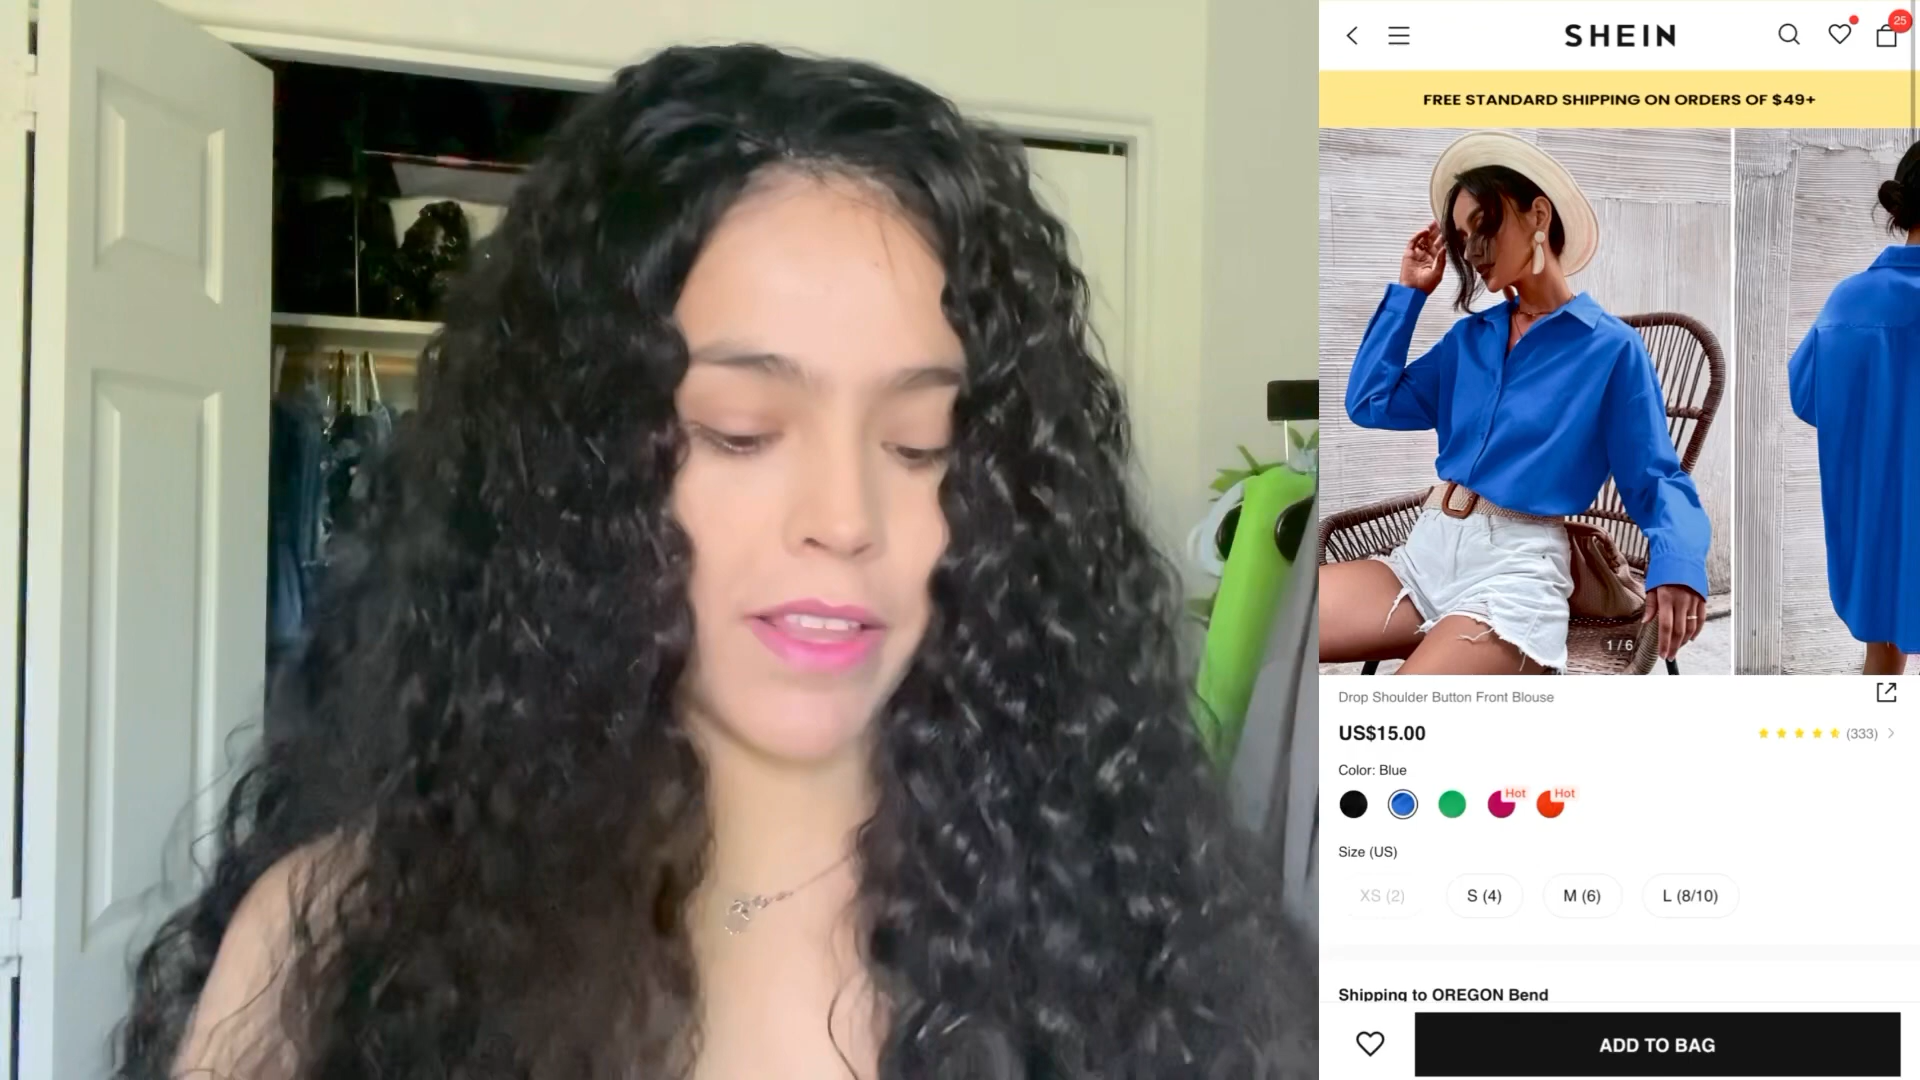 SHEIN
25
FREE STANDARD SHIPPING ON ORDERS OF $49+
1/6
Drop Shoulder Button Front Blouse
US$15.00
(333)
Color: Blue
Hot
Hot
Size (US)
XS (2)
S (4)
M (6)
L (8/10)
Shipping to OREGON Bend
ADD TO BAG